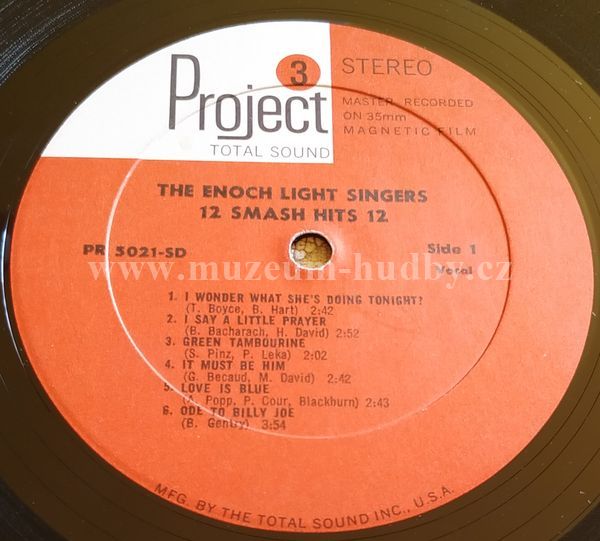 3
Project
TOTAL SOUND
STEREO
MASTER RECORDED
ON 35mm
MAGNETIC FILM
THE ENOCH LIGHT SINGERS
12 SMASH HITS 12
PR 5021-SD
Side 1
Vocal
www.muzeum-hudby.cz
1. I WONDER WHAT SHE'S DOING TONIGHT?
(T. Boyce, B. Hart) 2:42
2. I SAY A LITTLE PRAYER
(B. Bacharach, H. David) 2:52
3. GREEN TAMBOURINE
(S. Pinz, P. Leka) 2:02
4. IT MUST BE HIM
(G. Becaud, M. David) 2:42
5. LOVE IS BLUE
(A. Popp, P. Cour, Blackburn) 2:43
6. ODE TO BILLY JOE
(B. Gentry) 3:54
MFG. BY THE TOTAL SOUND INC., U.S.A.